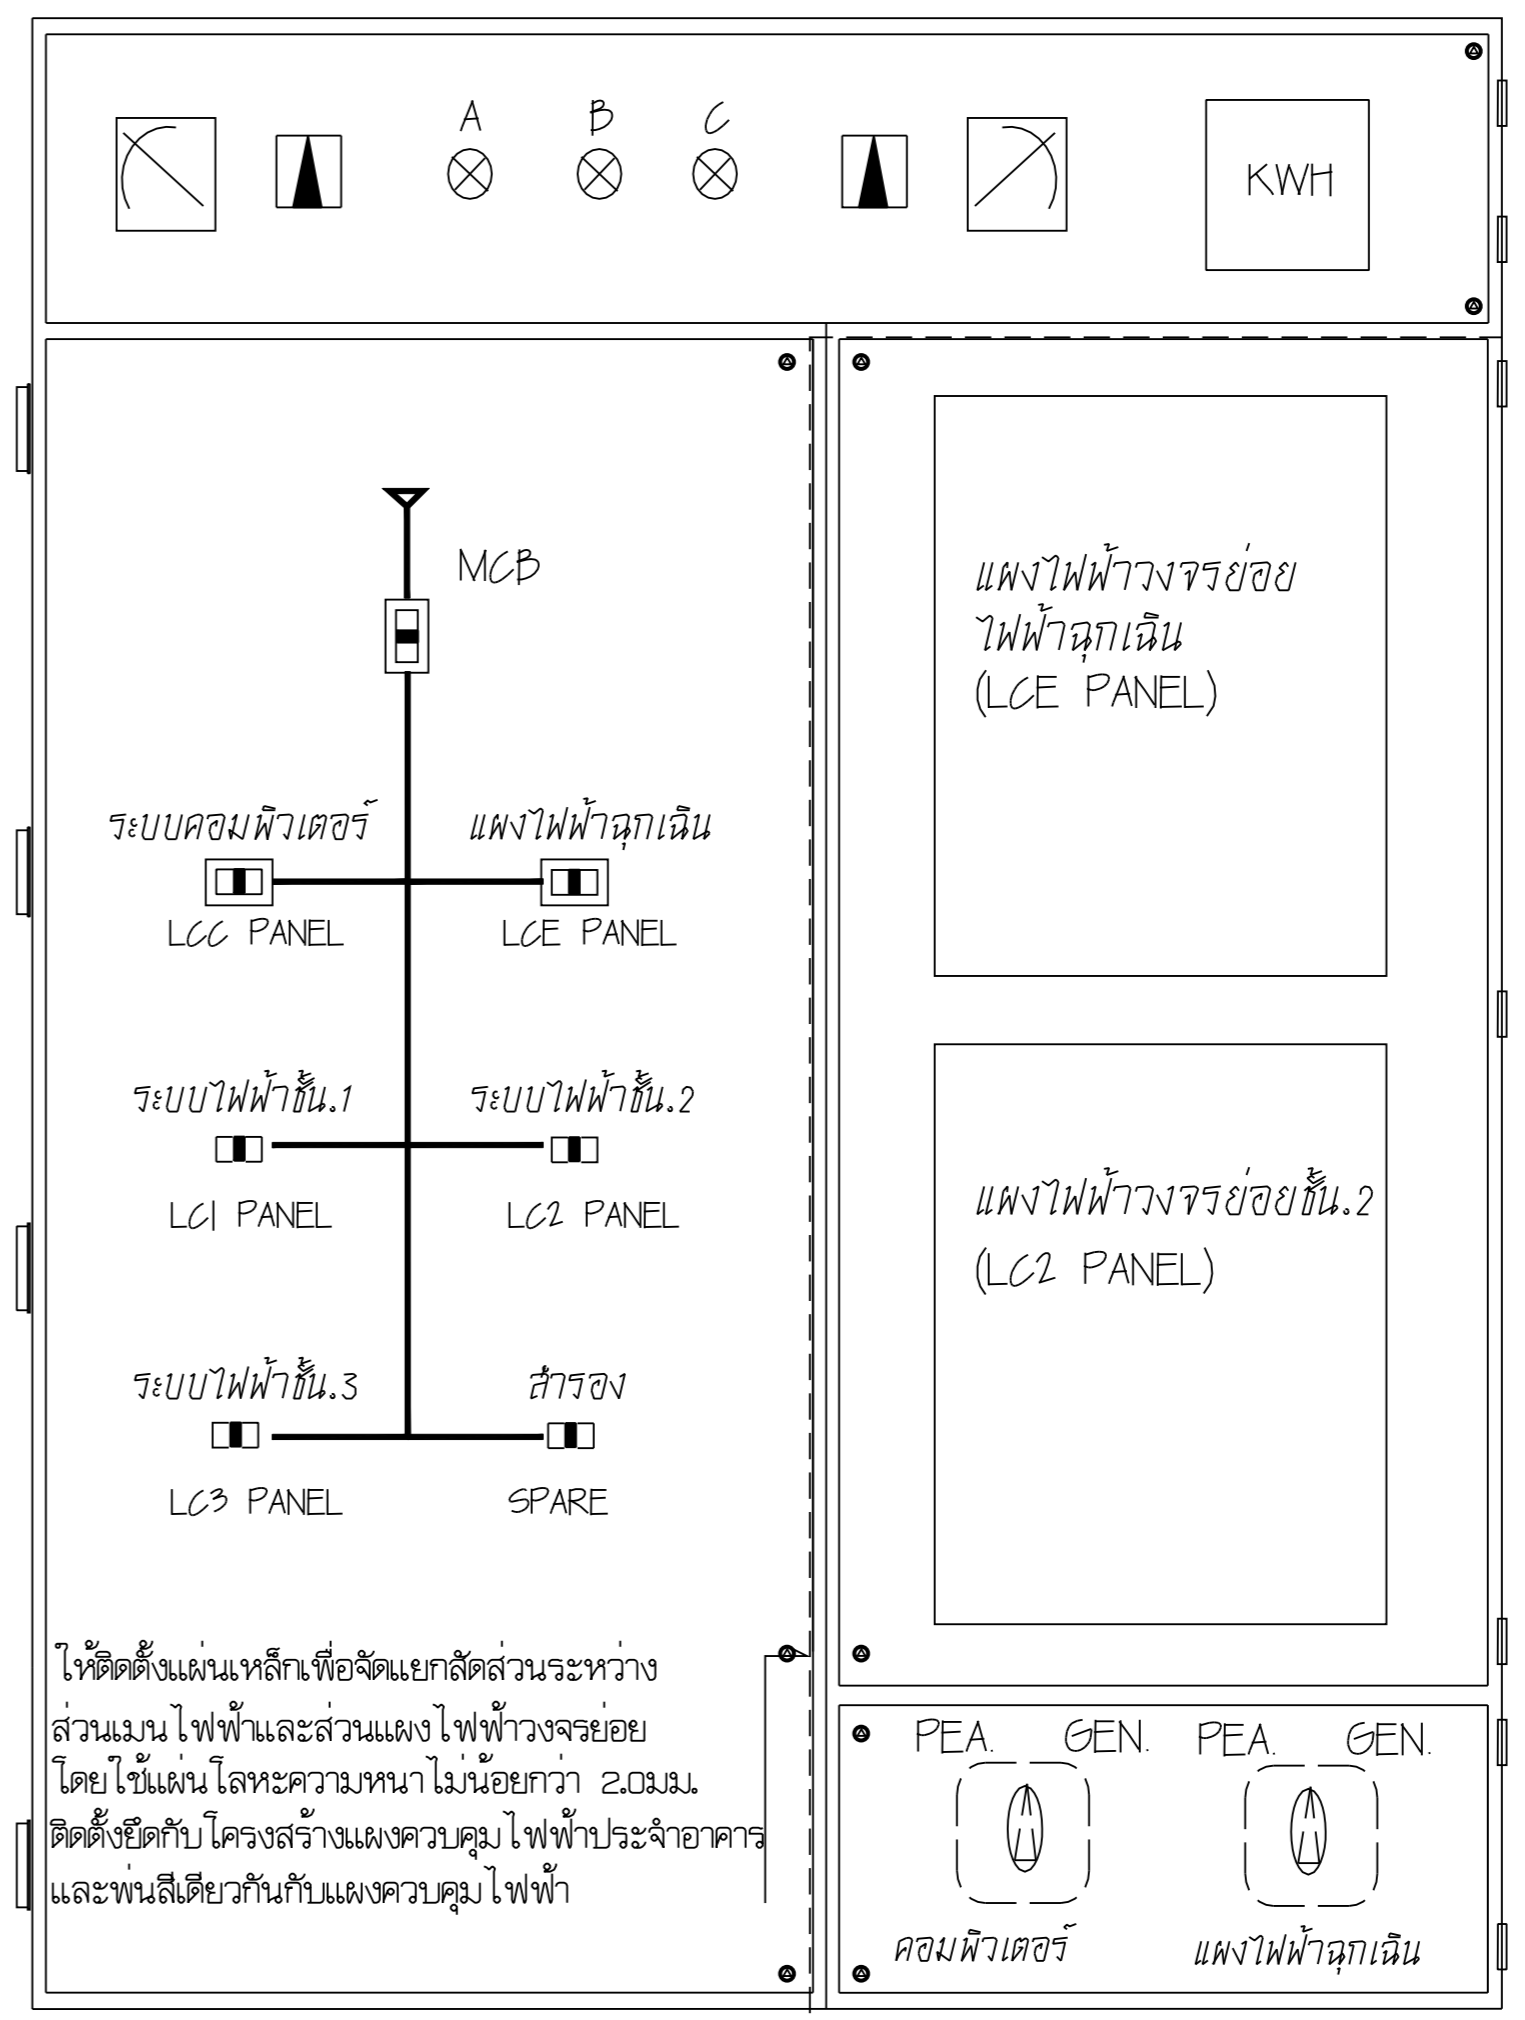 A B C
KWH
MCB
ระบบคอมพิวเตอร์ แผงไฟฟ้าฉุกเฉิน
LCC PANEL LCE PANEL
ระบบไฟฟ้าชั้น.1 ระบบไฟฟ้าชั้น.2
LC1 PANEL LC2 PANEL
ระบบไฟฟ้าชั้น.3 สำรอง
LC3 PANEL SPARE
ให้ติดตั้งแผ่นเหล็กเพื่อจัดแยกสัดส่วนระหว่าง
ส่วนเมนไฟฟ้าและส่วนแผงไฟฟ้าวงจรย่อย
โดยใช้แผ่นโลหะความหนาไม่น้อยกว่า 2.0มม.
ติดตั้งยึดกับโครงสร้างแผงควบคุมไฟฟ้าประจำอาคาร
และพ่นสีเดียวกันกับแผงควบคุมไฟฟ้า
แผงไฟฟ้าวงจรย่อย
ไฟฟ้าฉุกเฉิน
(LCE PANEL)
แผงไฟฟ้าวงจรย่อยชั้น.2
(LC2 PANEL)
PEA. GEN. PEA. GEN.
คอมพิวเตอร์ แผงไฟฟ้าฉุกเฉิน